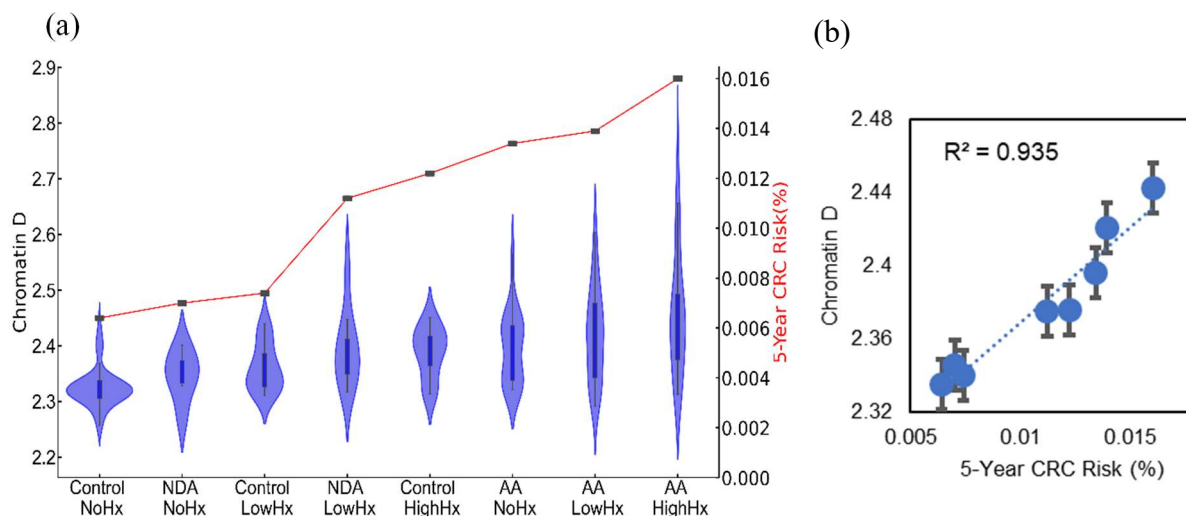 (a)
(b)
2.9
2.8
2.7
2.6
2.5
2.4
2.3
2.2
Chromatin D
0.016
0.014
0.012
0.010
0.008
0.006
0.004
0.002
0.000
5-Year CRC Risk(%)
Control NDA Control NDA Control AA AA AA
NoHx NoHx LowHx LowHx HighHx NoHx LowHx HighHx
2.48
2.44
2.4
2.36
2.32
Chromatin D
R² = 0.935
0.005 0.01 0.015
5-Year CRC Risk (%)